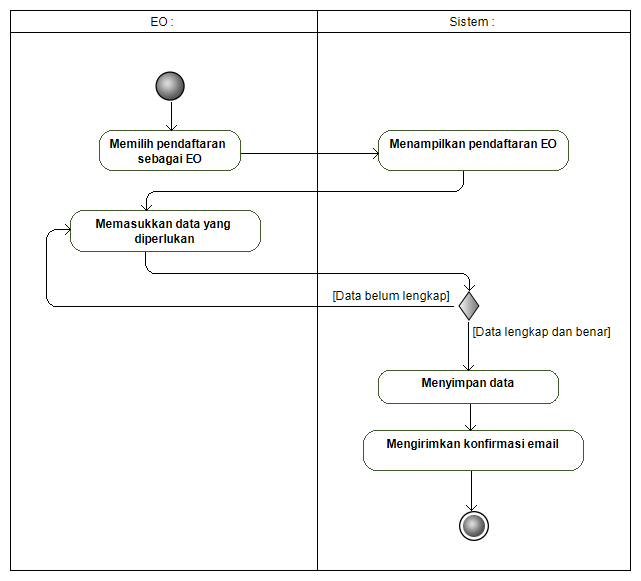 EO :
Sistem :
Memilih pendaftaran
sebagai EO
Menampilkan pendaftaran EO
Memasukkan data yang
diperlukan
[Data belum lengkap]
[Data lengkap dan benar]
Menyimpan data
Mengirimkan konfirmasi email